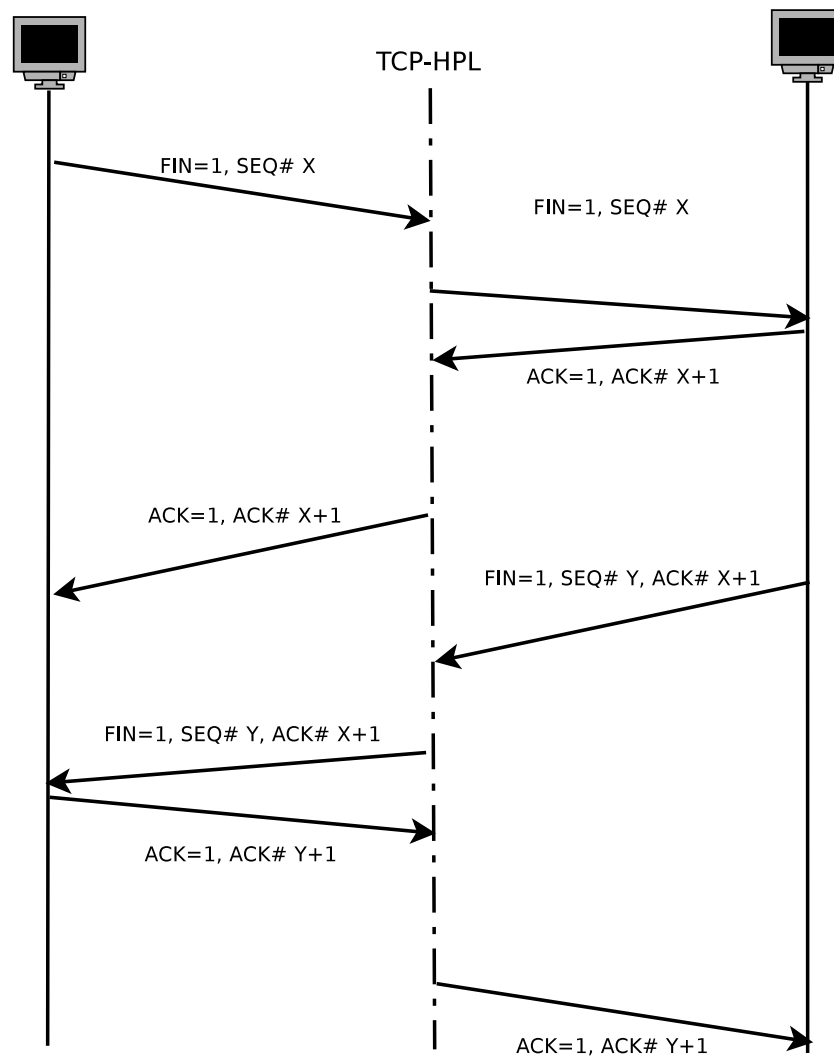 TCP-HPL
FIN=1, SEQ# X
FIN=1, SEQ# X
ACK=1, ACK# X+1
ACK=1, ACK# X+1
FIN=1, SEQ# Y, ACK# X+1
FIN=1, SEQ# Y, ACK# X+1
ACK=1, ACK# Y+1
ACK=1, ACK# Y+1